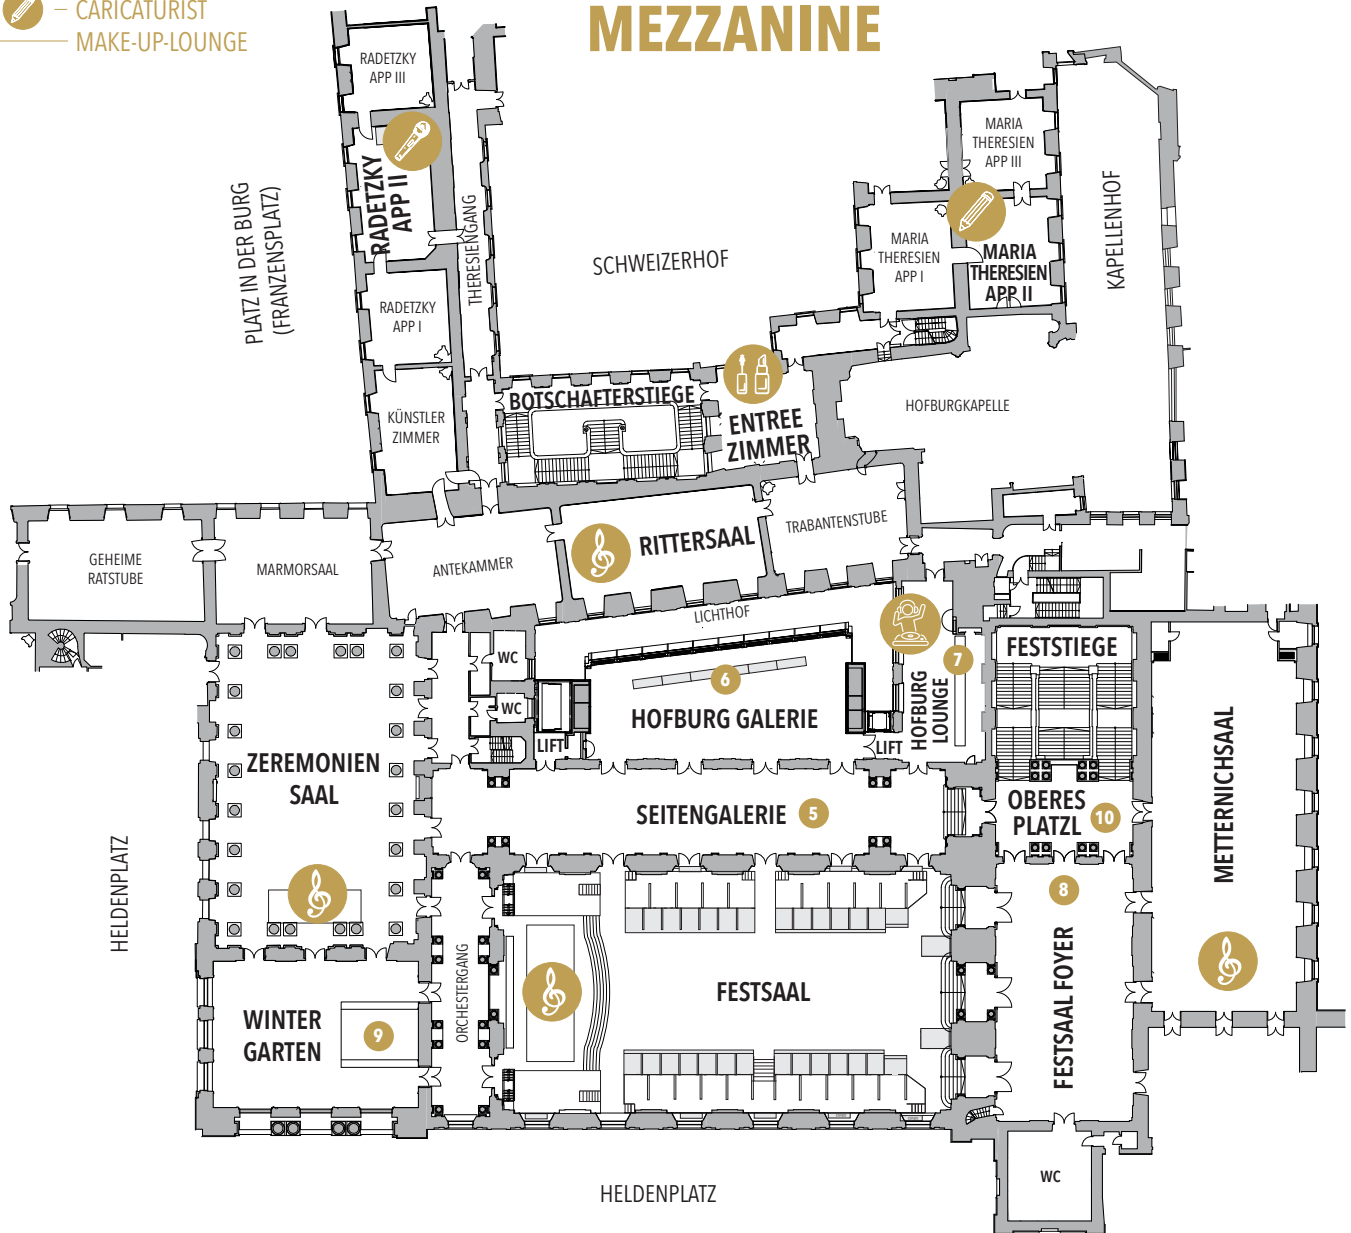 CARICATURIST
MAKE-UP-LOUNGE
MEZZANINE
RADETZKY
APP III
RADETZKY
APP II
THERESIENGANG
PLATZ IN DER BURG
(FRANZENSPLATZ)
RADETZKY
APP I
KÜNSTLER
ZIMMER
SCHWEIZERHOF
MARIA
THERESIEN
APP III
MARIA
THERESIEN
APP I
MARIA
THERESIEN
APP II
KAPELLENHOF
BOTSCHAFTERSTIEGE
ENTREE
ZIMMER
HOFBURGKAPELLE
GEHEIME
RATSTUBE
MARMORSAAL
ANTEKAMMER
RITTERSAAL
TRABANTENSTUBE
LICHTHOF
WC
WC
LIFT
6
HOFBURG GALERIE
LIFT
HOFBURG
LOUNGE
7
FESTSTIEGE
ZEREMONIEN
SAAL
SEITENGALERIE 5
OBERES
PLATZL 10
METTERNICHSAAL
HELDENPLATZ
8
FESTSAAL FOYER
ORCHESTERGANG
FESTSAAL
WINTER
GARTEN
9
WC
HELDENPLATZ